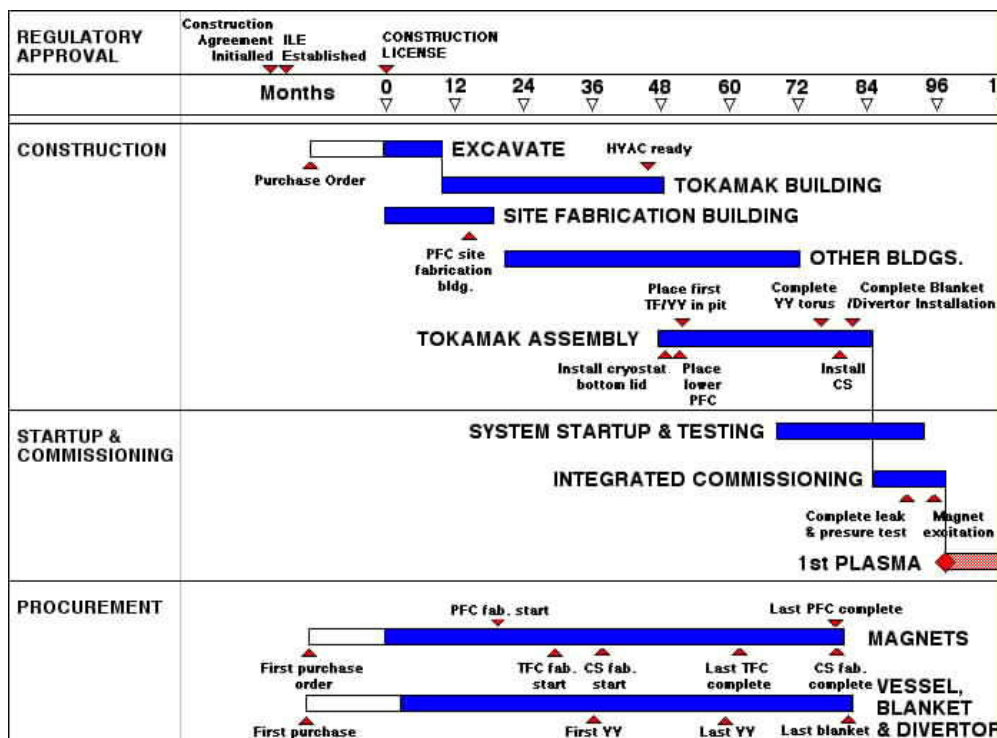 REGULATORY
APPROVAL
Construction
Agreement ILE
Initialled Established
CONSTRUCTION
LICENSE
Months 0 12 24 36 48 60 72 84 96 1
CONSTRUCTION
EXCAVATE
HYAC ready
Purchase Order
TOKAMAK BUILDING
SITE FABRICATION BUILDING
PFC site
fabrication
bldg.
OTHER BLDGS.
Place first
TF/YY in pit
Complete
YY torus
Complete Blanket
/Divertor Installation
TOKAMAK ASSEMBLY
Install cryostat
bottom lid
Place
lower
PFC
Install
CS
STARTUP &
COMMISSIONING
SYSTEM STARTUP & TESTING
INTEGRATED COMMISSIONING
Complete leak
& presure test
Magnet
excitation
1st PLASMA
PROCUREMENT
PFC fab. start
Last PFC complete
MAGNETS
First purchase
order
TFC fab.
start
CS fab.
start
Last TFC
complete
CS fab.
complete
VESSEL,
BLANKET
& DIVERTOR
First purchase
First YY
Last YY
Last blanket